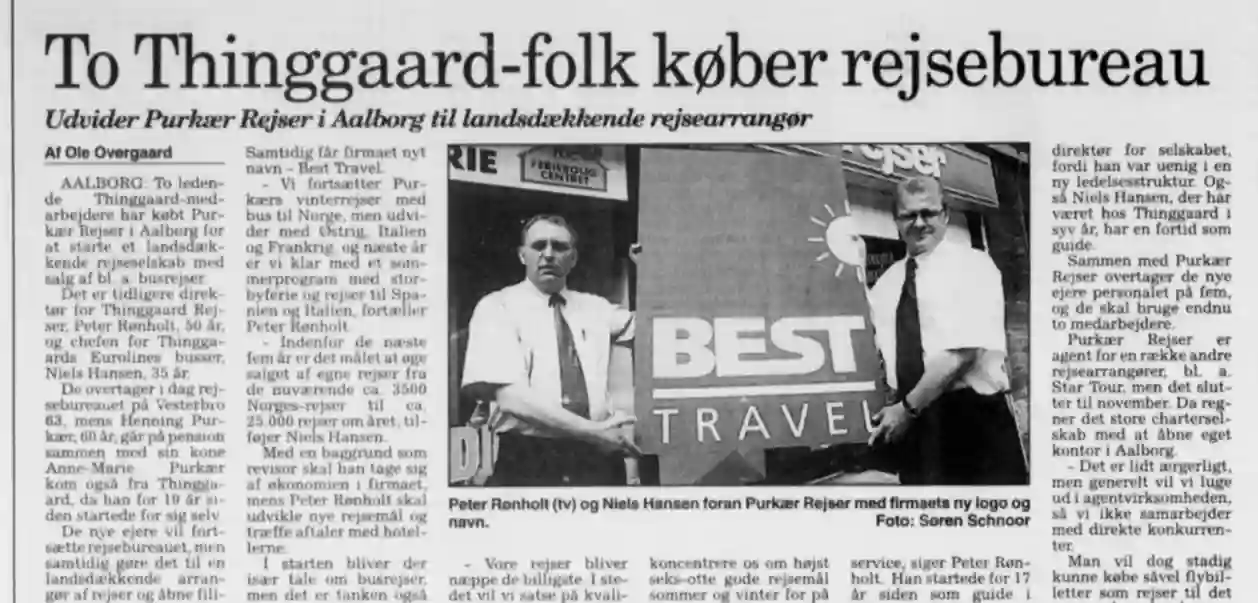 To Thinggaard-folk køber rejsebureau
Udvider Purkær Rejser i Aalborg til landsdækkende rejsearrangør
Af Ole Overgaard
AALBORG: To leden-
de Thinggaard-med-
arbejdere har købt Pur-
kær Rejser i Aalborg for
at starte et landsdæk-
kende rejseselskab med
salg af bl. a. busrejser.
Det er tidligere direk-
tør for Thinggaard Rej-
ser, Peter Rønholt, 50 år,
og chefen for Thingga-
ards Eurolines busser,
Niels Hansen, 35 år.
De overtager i dag rej-
sebureauet på Vesterbro
63, mens Henning Pur-
kær, 60 år, går på pension
sammen med sin kone
Anne-Marie Purkær
kom også fra Thingga-
ard, da han for 19 år si-
den startede for sig selv.
De nye ejere vil fort-
sætte rejsebureauet, men
samtidig gøre det til en
landsdækkende arran-
gør af rejser og åbne fili-
Samtidig får firmaet nyt
navn - Best Travel.
- Vi fortsætter Pur-
kærs vinterrejser med
bus til Norge, men udvi-
der med Østrig, Italien
og Frankrig, og næste år
er vi klar med et som-
merprogram med stor-
byferie og rejser til Spa-
nien og Italien, fortæller
Peter Rønholt.
- Indenfor de næste
fem år er det målet at øge
salget af egne rejser fra
de nuværende ca. 3500
Norges-rejser til ca.
25.000 rejser om året, til-
føjer Niels Hansen.
Med en baggrund som
revisor skal han tage sig
af økonomien i firmaet,
mens Peter Rønholt skal
udvikle nye rejsemål og
træffe aftaler med hotel-
lerne.
I starten bliver der
især tale om busrejser,
men det er tanken også
RIE
FERIEBOLIG
CENTRET
rejser
BEST
TRAVEL
Peter Rønholt (tv) og Niels Hansen foran Purkær Rejser med firmaets ny logo og
navn.
Foto: Søren Schnoor
- Vore rejser bliver
næppe de billigste. I ste-
det vil vi satse på kvali-
koncentrere os om højst
seks-otte gode rejsemål
sommer og vinter for på
service, siger Peter Røn-
holt. Han startede for 17
år siden som guide i
direktør for selskabet,
fordi han var uenig i en
ny ledelsesstruktur. Og-
så Niels Hansen, der har
været hos Thinggaard i
syv år, har en fortid som
guide.
Sammen med Purkær
Rejser overtager de nye
ejere personalet på fem,
og de skal bruge endnu
to medarbejdere.
Purkær Rejser er
agent for en række andre
rejsearrangører, bl. a.
Star Tour, men det slut-
ter til november. Da reg-
ner det store chartersel-
skab med at åbne eget
kontor i Aalborg.
- Det er lidt ærgerligt,
men generelt vil vi luge
ud i agentvirksomheden,
så vi ikke samarbejder
med direkte konkurren-
ter.
Man vil dog stadig
kunne købe såvel flybil-
letter som rejser til det